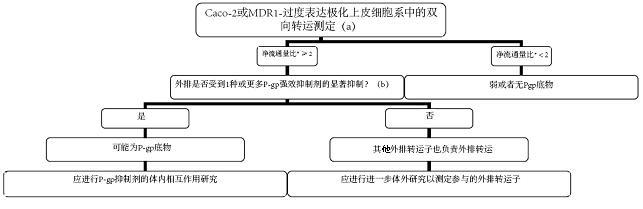 Caco-2或MDR1-过度表达极化上皮细胞系中的双
向转运测定（a）
净流通量比* ≥ 2
净流通量比* < 2
外排是否受到1种或更多P-gp强效抑制剂的显著抑制？（b）
弱或者无Pgp底物
是
否
可能为P-gp底物
其他外排转运子也负责外排转运
应进行P-gp抑制剂的体内相互作用研究
应进行进一步体外研究以测定参与的外排转运子